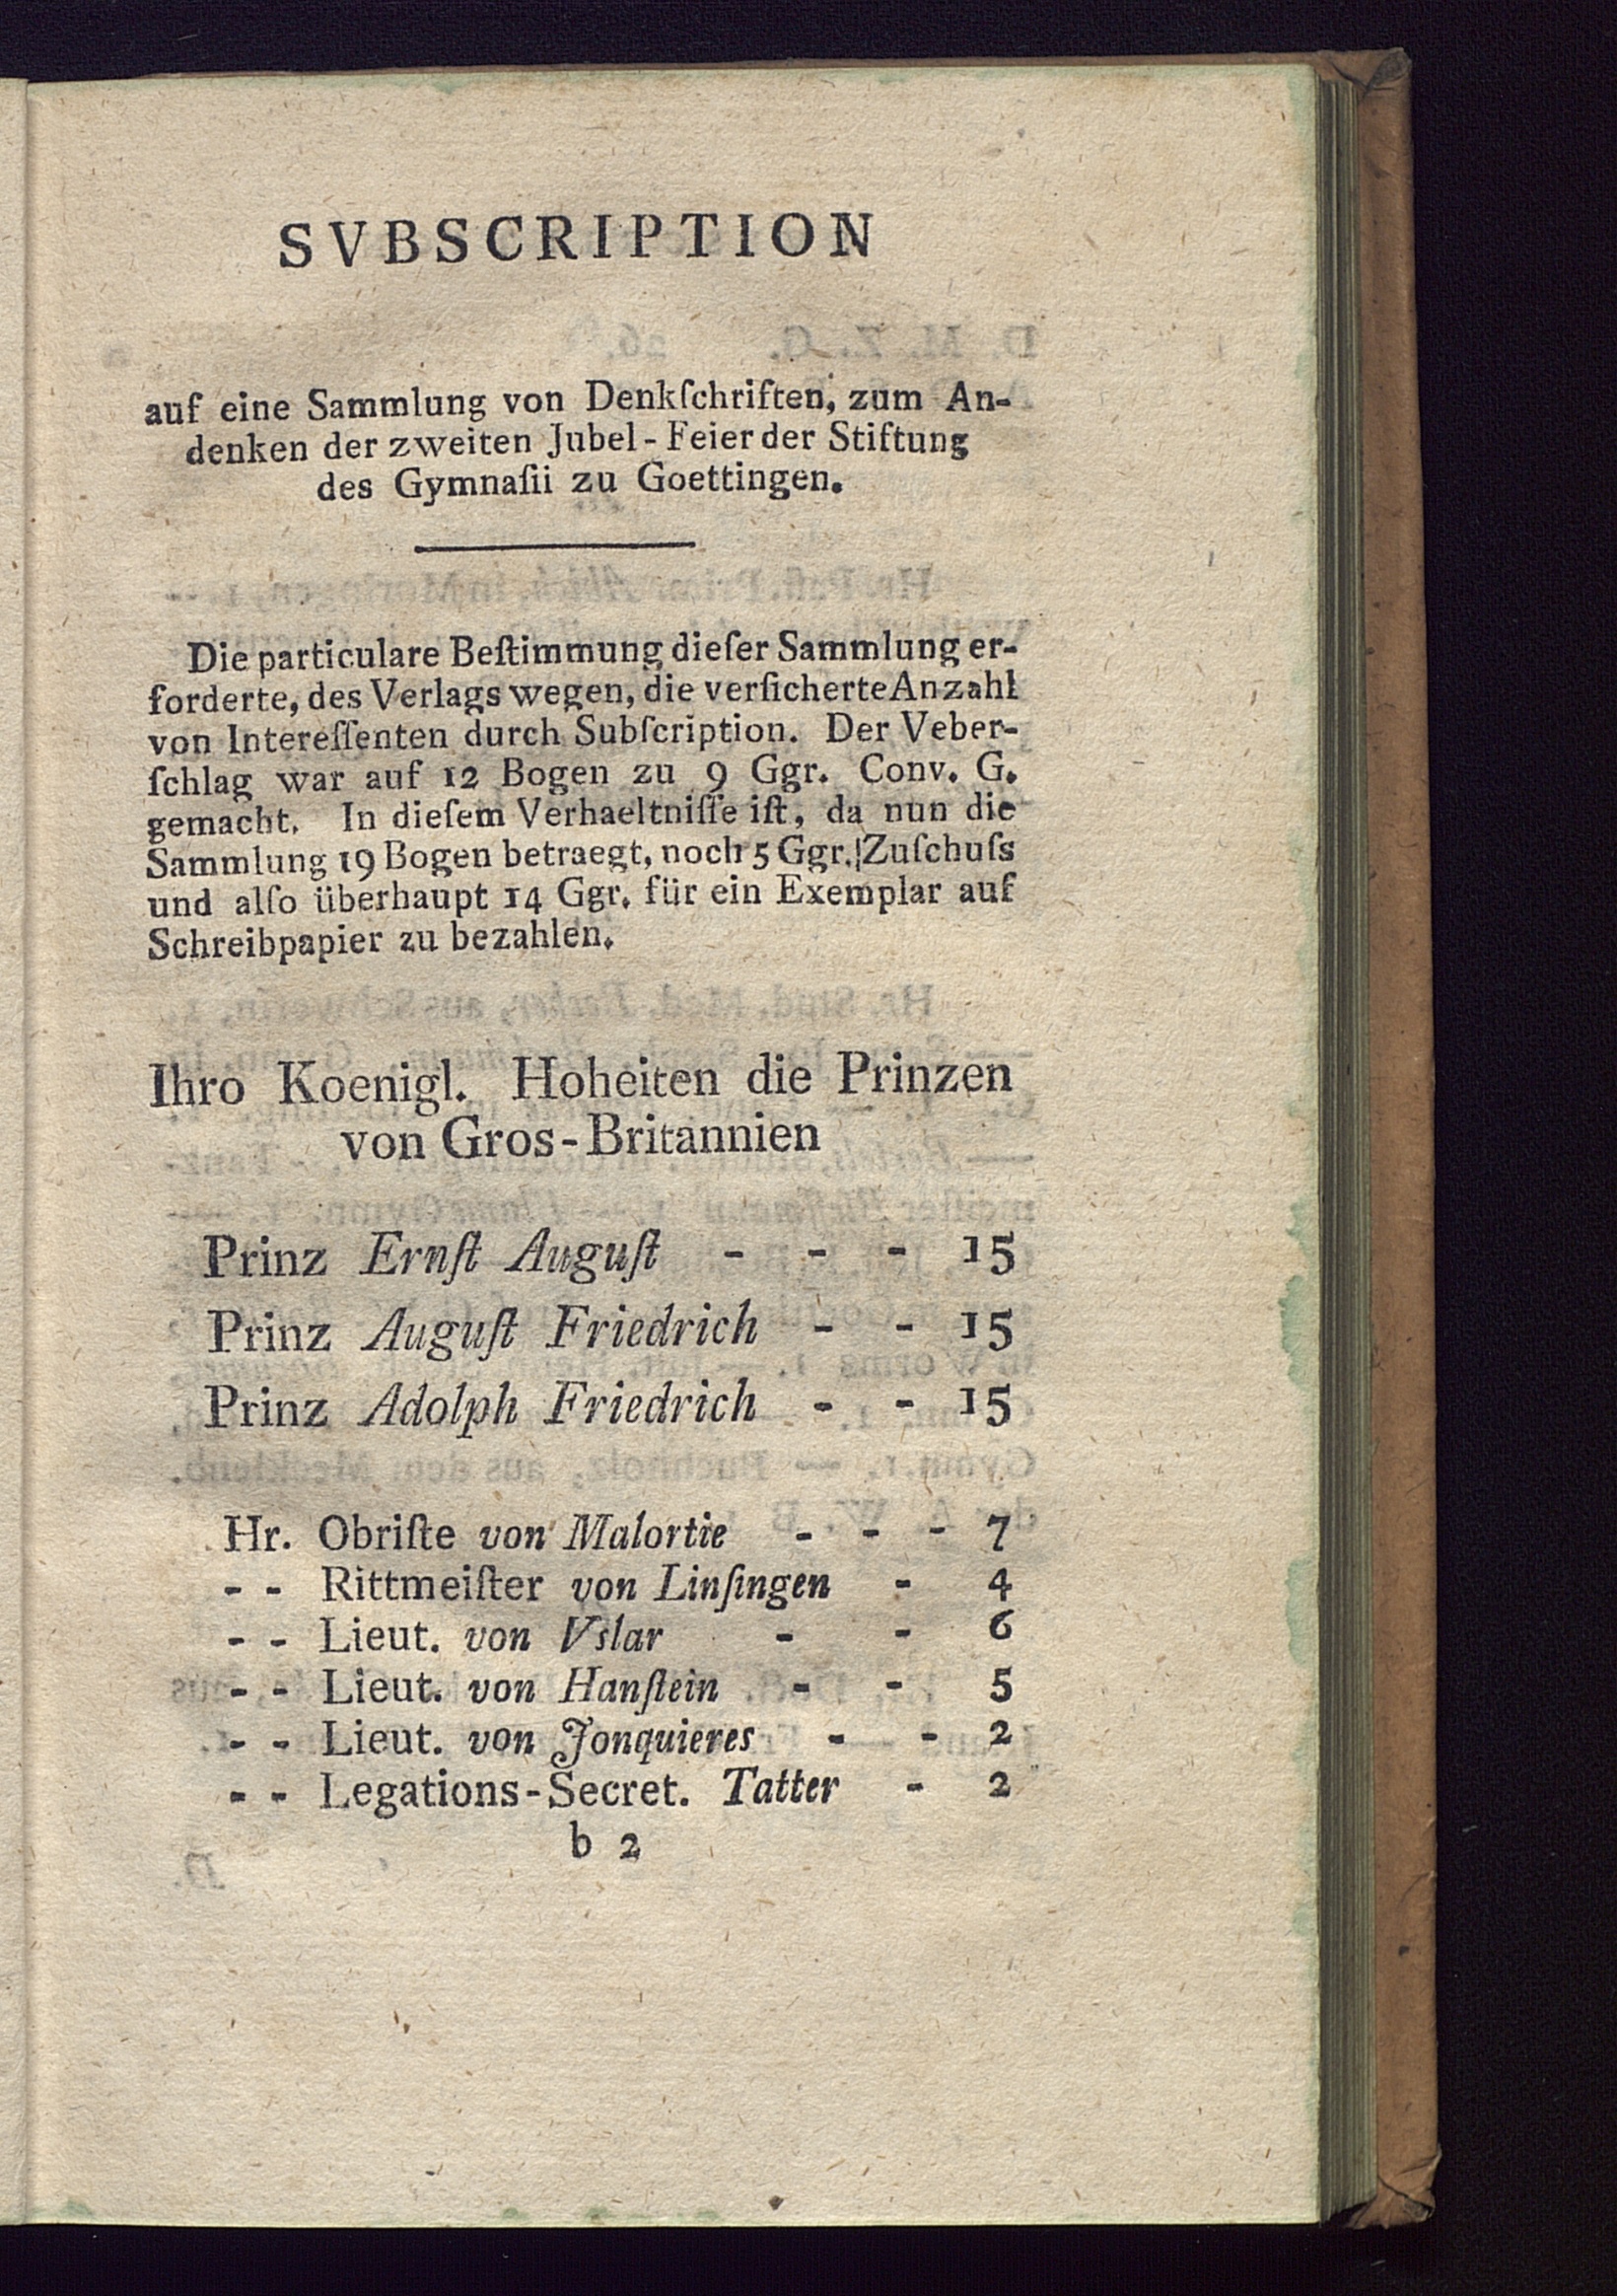 SVBSCRIPTION
auf eine Sammlung von Denkſchriften, zum An-
denken der zweiten Jubel-Feier der Stiftung
des Gymnaſii zu Goettingen.
Die particulare Beſtimmung dieſer Sammlung er-
forderte, des Verlags wegen, die verſicherte Anzahl
von Intereſſenten durch Subſcription. Der Veber-
ſchlag war auf 12 Bogen zu 9 Ggr. Conv. G.
gemacht. In dieſem Verhaeltniſſe iſt, da nun die
Sammlung 19 Bogen betraegt, noch 5 Ggr. Zuſchuſs
und alſo überhaupt 14 Ggr. für ein Exemplar auf
Schreibpapier zu bezahlen.
Ihro Koenigl. Hoheiten die Prinzen
von Gros-Britannien
Prinz Ernſt Auguſt - - - 15
Prinz Auguſt Friedrich - - 15
Prinz Adolph Friedrich - - 15
Hr. Obriſte von Malortie - - - 7
- - Rittmeiſter von Linſingen - 4
- - Lieut. von Vslar - - 6
- - Lieut. von Hanſtein - - 5
- - Lieut. von Jonquieres - - 2
- - Legations-Secret. Tatter - 2
b 2